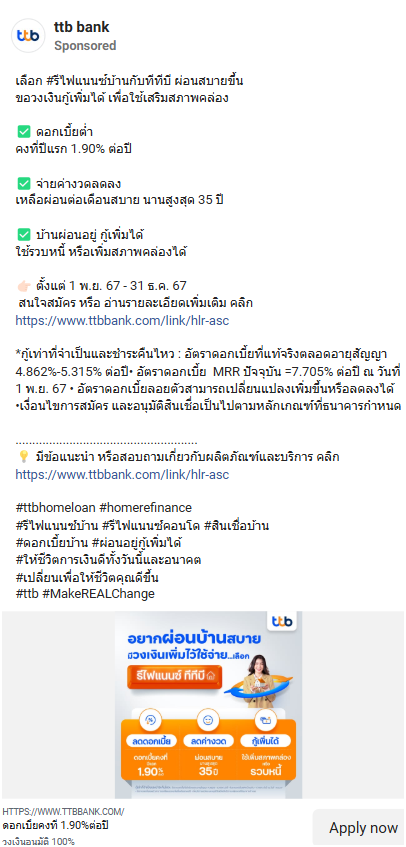 ttb bank
Sponsored
เลือก #รีไฟแนนซ์บ้านกับทีทีบี ผ่อนสบายขึ้น
ขอวงเงินกู้เพิ่มได้ เพื่อใช้เสริมสภาพคล่อง
✅ ดอกเบี้ยต่ำ
คงที่ปีแรก 1.90% ต่อปี
✅ จ่ายค่างวดลดลง
เหลือผ่อนต่อเดือนสบาย นานสูงสุด 35 ปี
✅ บ้านผ่อนอยู่ กู้เพิ่มได้
ใช้รวบหนี้ หรือเพิ่มสภาพคล่องได้
👉🏻 ตั้งแต่ 1 พ.ย. 67 - 31 ธ.ค. 67
สนใจสมัคร หรือ อ่านรายละเอียดเพิ่มเติม คลิก
https://www.ttbbank.com/link/hlr-asc
*กู้เท่าที่จำเป็นและชำระคืนไหว : อัตราดอกเบี้ยที่แท้จริงตลอดอายุสัญญา
4.862%-5.315% ต่อปี• อัตราดอกเบี้ย MRR ปัจจุบัน =7.705% ต่อปี ณ วันที่
1 พ.ย. 67 • อัตราดอกเบี้ยลอยตัวสามารถเปลี่ยนแปลงเพิ่มขึ้นหรือลดลงได้
•เงื่อนไขการสมัคร และอนุมัติสินเชื่อเป็นไปตามหลักเกณฑ์ที่ธนาคารกำหนด
......................................................
💡 มีข้อแนะนำ หรือสอบถามเกี่ยวกับผลิตภัณฑ์และบริการ คลิก
https://www.ttbbank.com/link/hlr-asc
#ttbhomeloan #homerefinance
#รีไฟแนนซ์บ้าน #รีไฟแนนซ์คอนโด #สินเชื่อบ้าน
#ดอกเบี้ยบ้าน #ผ่อนอยู่กู้เพิ่มได้
#ให้ชีวิตการเงินดีทั้งวันนี้และอนาคต
#เปลี่ยนเพื่อให้ชีวิตคุณดีขึ้น
#ttb #MakeREALChange
ttb
อยากผ่อนบ้านสบาย
มีวงเงินเพิ่มไว้ใช้จ่าย...เลือก
รีไฟแนนซ์ ทีทีบี
ลดดอกเบี้ย ลดค่างวด กู้เพิ่มได้
ดอกเบี้ยคงที่ ผ่อนสบาย ใช้เพิ่มสภาพคล่อง
1.90% 35 ปี รวบหนี้
HTTPS://WWW.TTBBANK.COM/
ดอกเบี้ยคงที่ 1.90%ต่อปี
วงเงินอนุมัติ 100%
Apply now